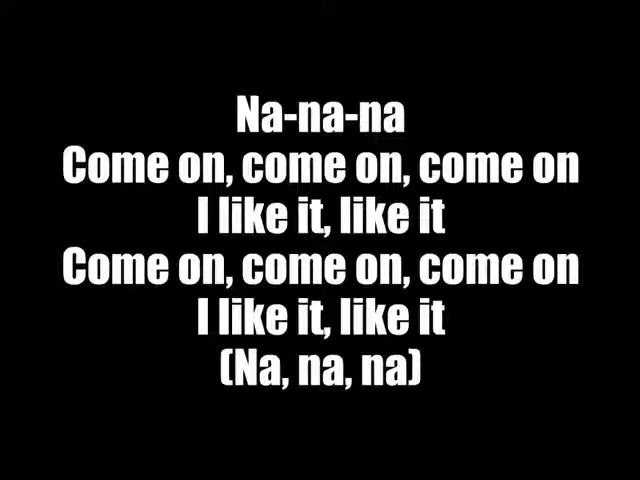 Na-na-na
Come on, come on, come on
I like it, like it
Come on, come on, come on
I like it, like it
(Na, na, na)